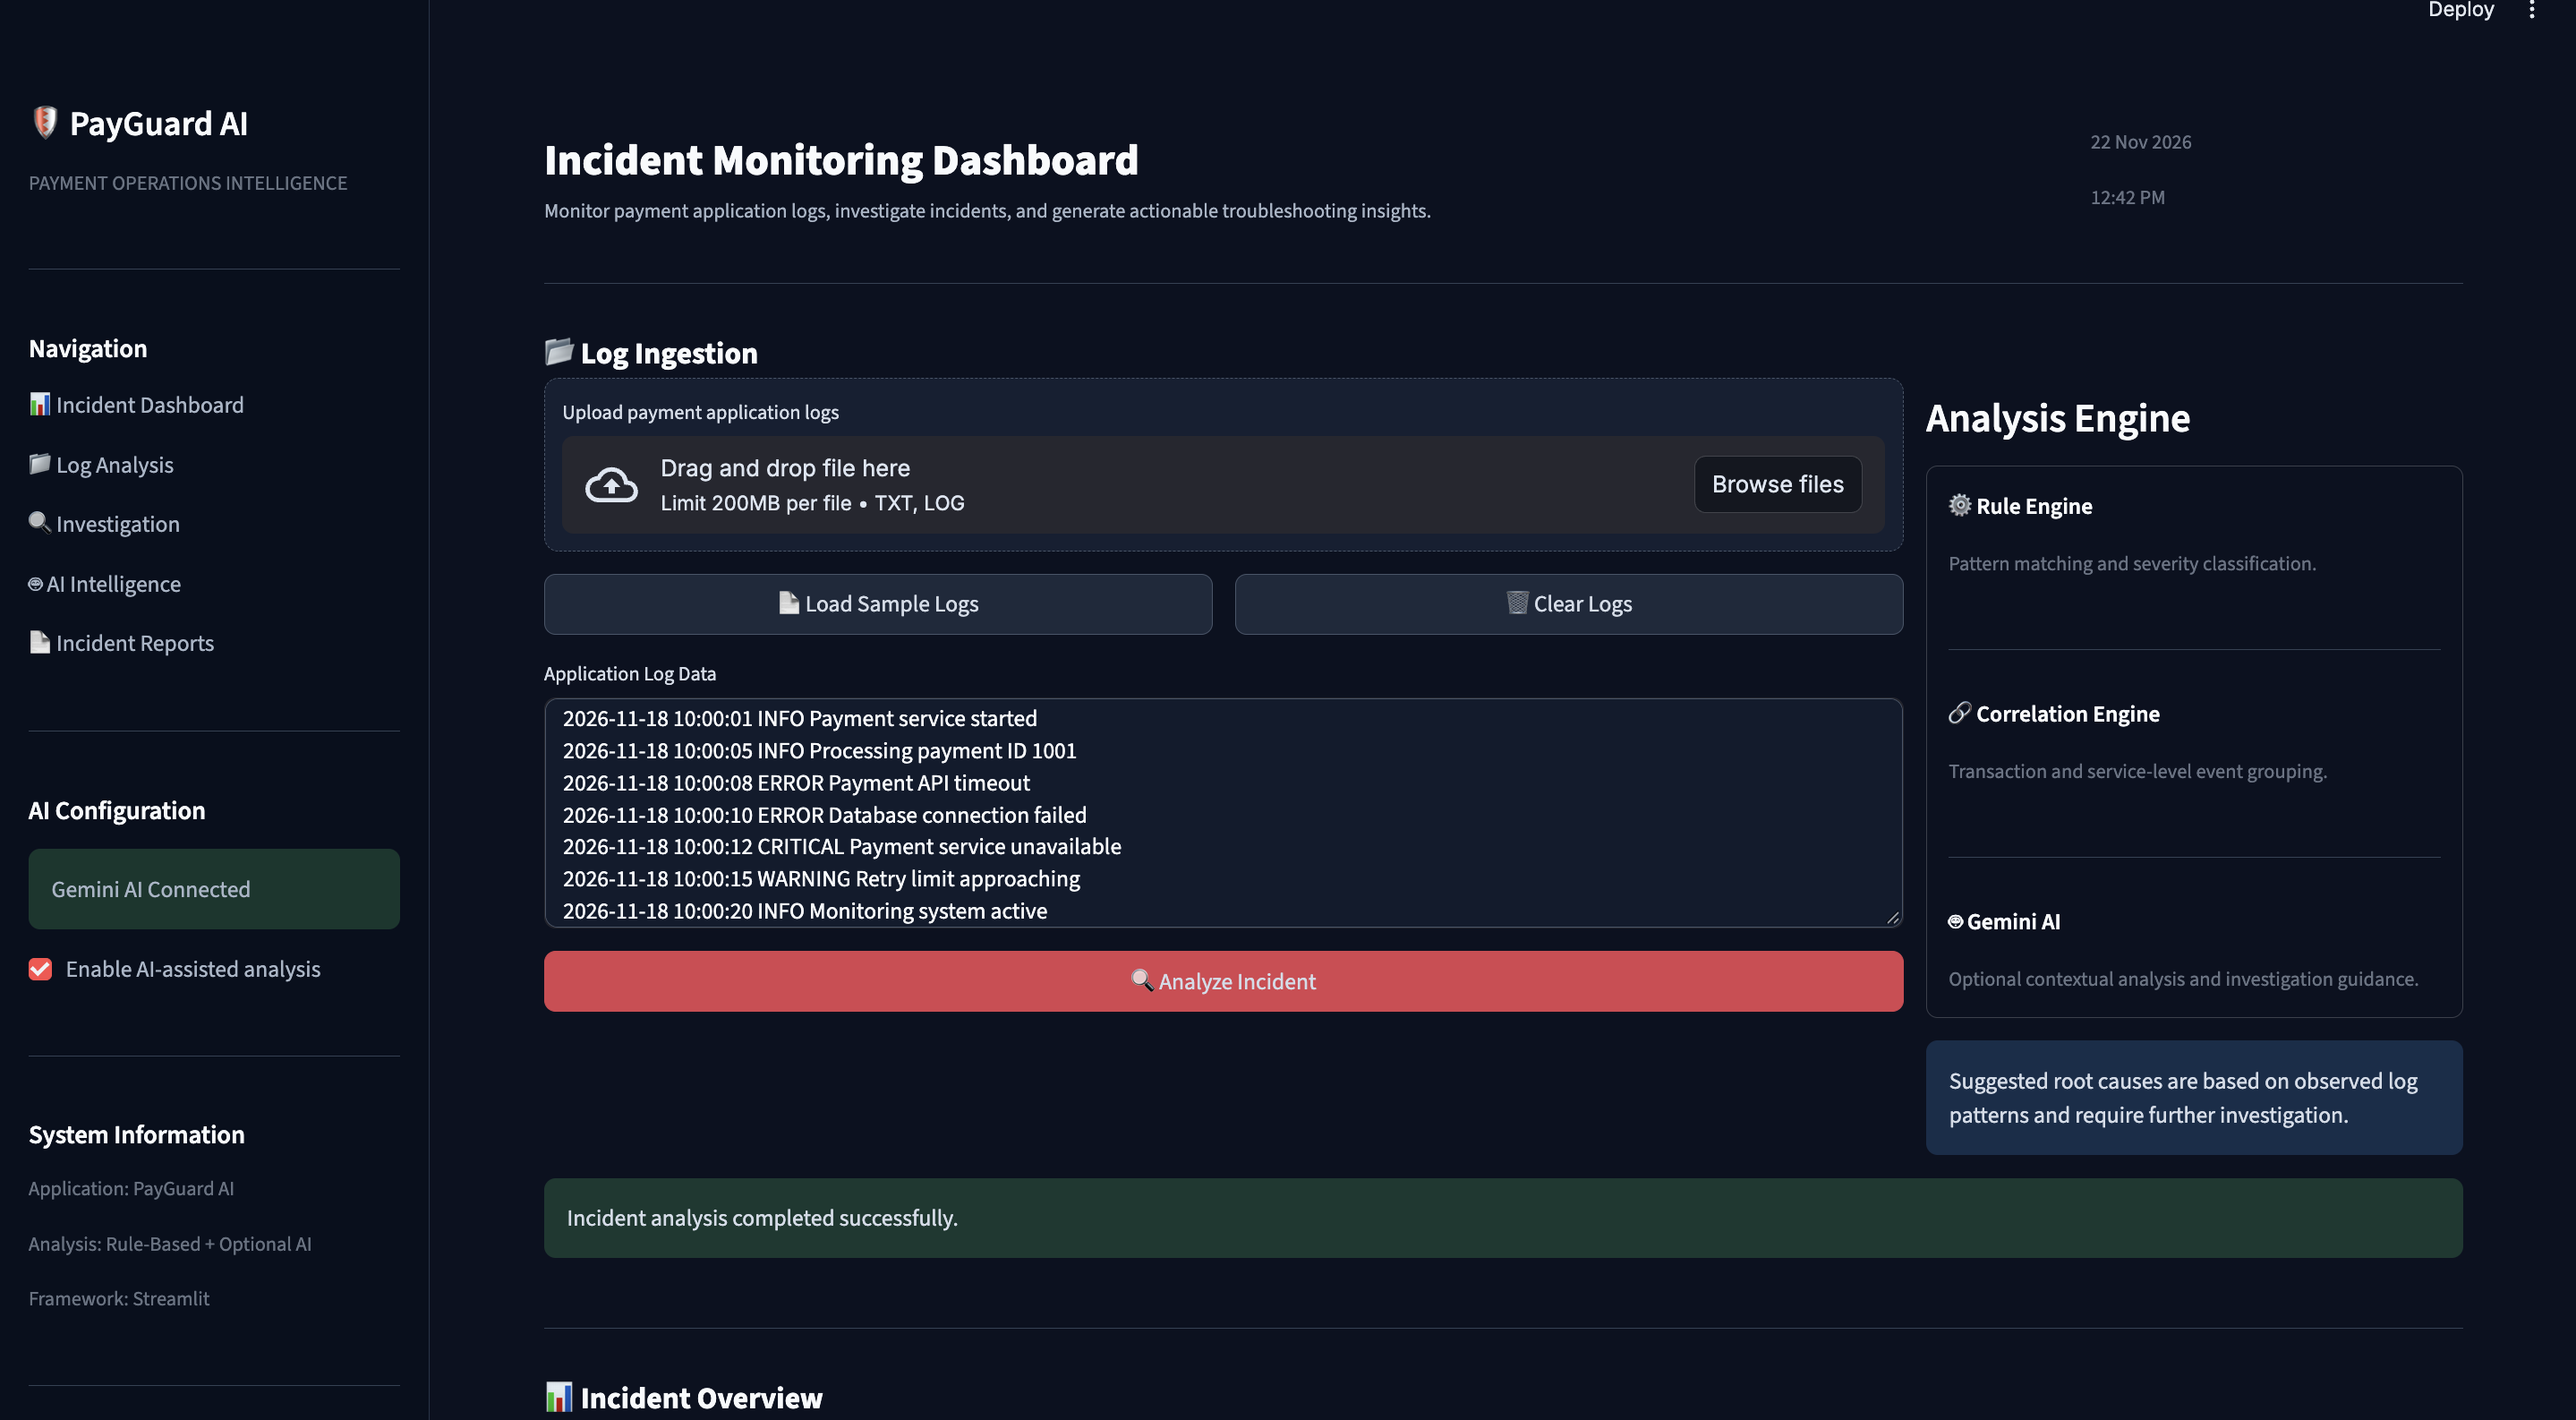 Deploy
PayGuard AI
PAYMENT OPERATIONS INTELLIGENCE
Navigation
Incident Dashboard
Log Analysis
Investigation
AI Intelligence
Incident Reports
AI Configuration
Gemini AI Connected
Enable AI-assisted analysis
System Information
Application: PayGuard AI
Analysis: Rule-Based + Optional AI
Framework: Streamlit
Incident Monitoring Dashboard
Monitor payment application logs, investigate incidents, and generate actionable troubleshooting insights.
22 Nov 2026
12:42 PM
Log Ingestion
Upload payment application logs
Drag and drop file here
Limit 200MB per file • TXT, LOG
Browse files
Load Sample Logs
Clear Logs
Application Log Data
2026-11-18 10:00:01 INFO Payment service started
2026-11-18 10:00:05 INFO Processing payment ID 1001
2026-11-18 10:00:08 ERROR Payment API timeout
2026-11-18 10:00:10 ERROR Database connection failed
2026-11-18 10:00:12 CRITICAL Payment service unavailable
2026-11-18 10:00:15 WARNING Retry limit approaching
2026-11-18 10:00:20 INFO Monitoring system active
Analyze Incident
Analysis Engine
Rule Engine
Pattern matching and severity classification.
Correlation Engine
Transaction and service-level event grouping.
Gemini AI
Optional contextual analysis and investigation guidance.
Suggested root causes are based on observed log
patterns and require further investigation.
Incident analysis completed successfully.
Incident Overview